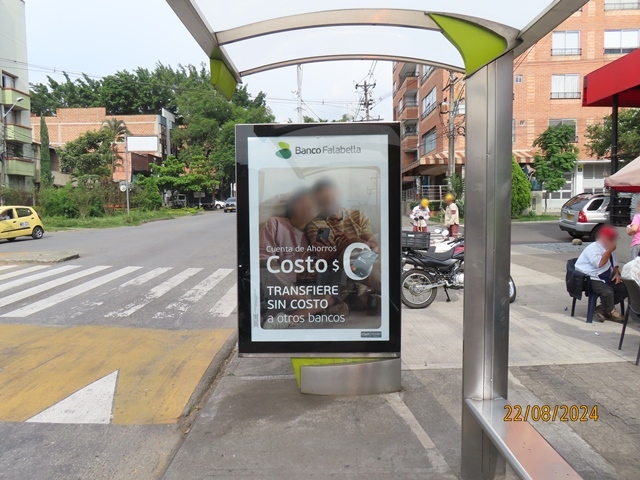 Banco Falabella
Cuenta de Ahorros
Costo $ 0
TRANSFIERE
SIN COSTO
a otros bancos
22/08/2024